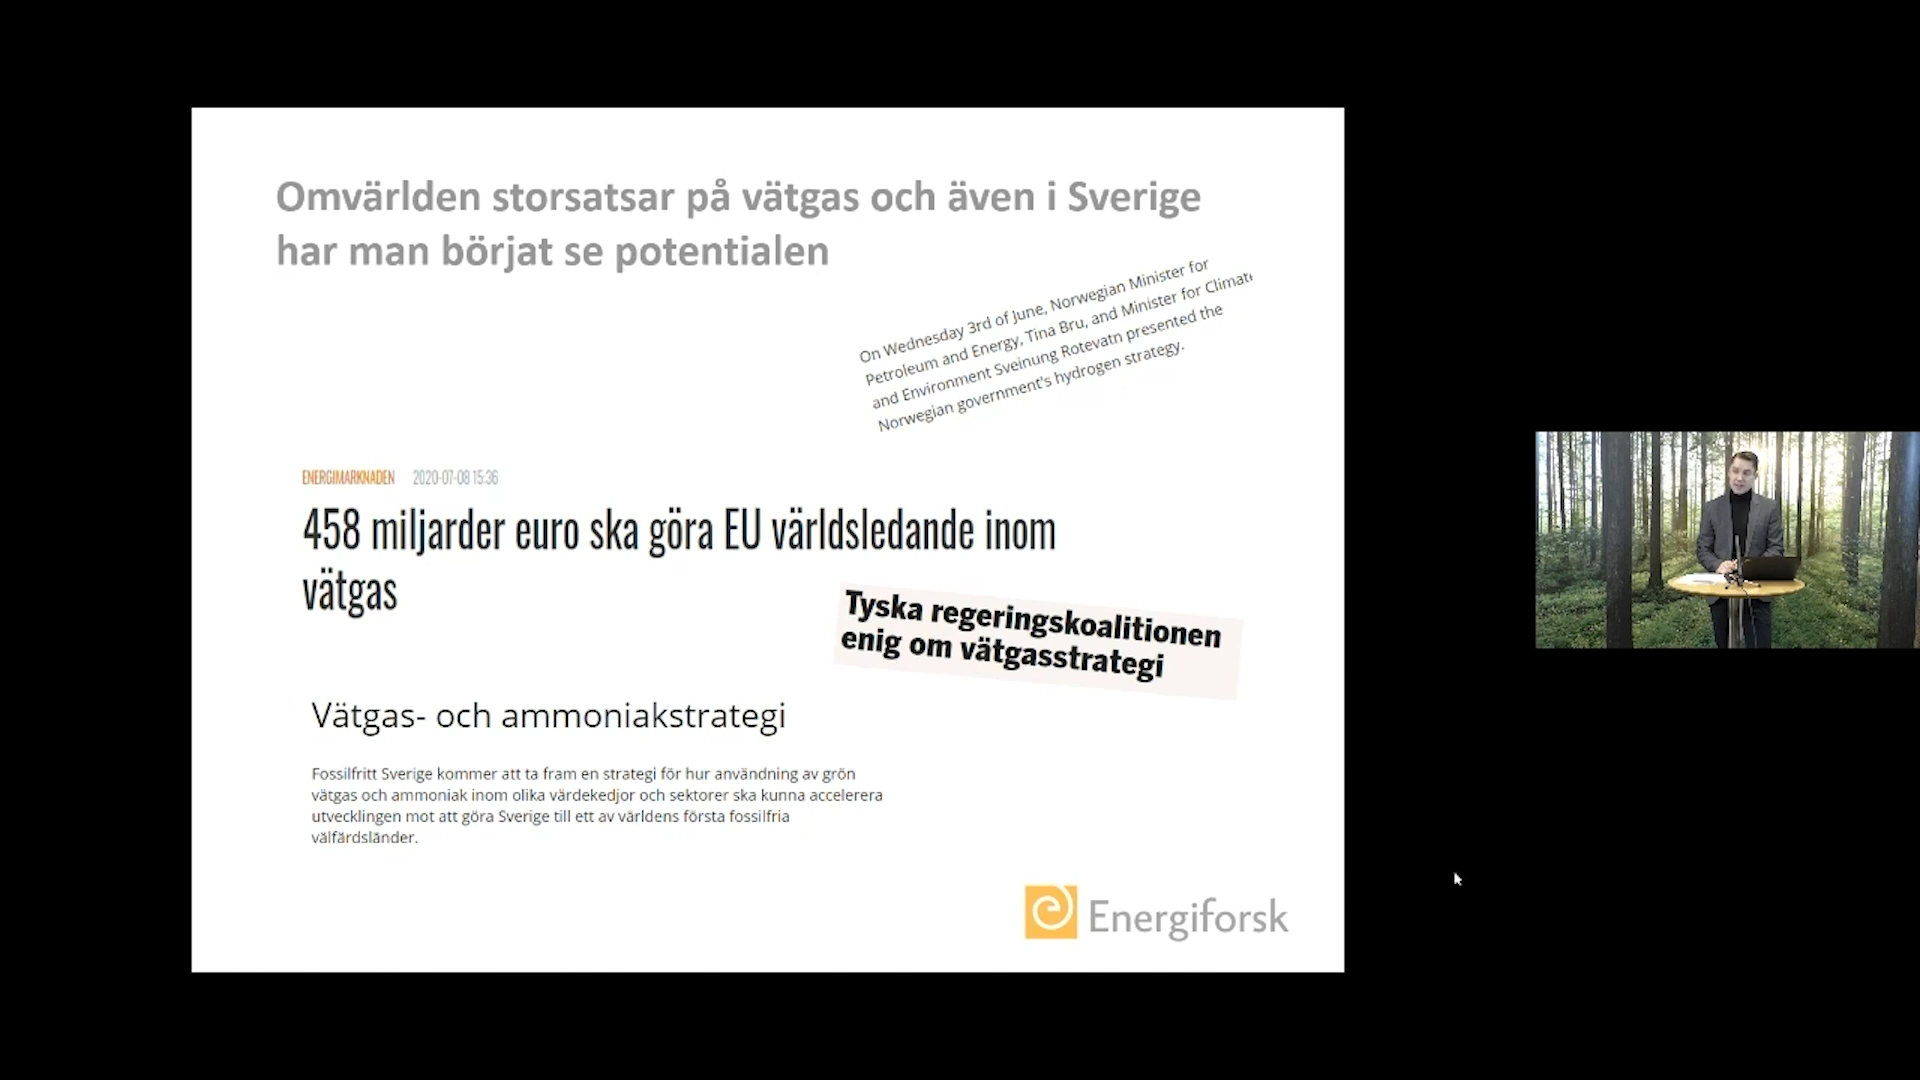 Omvärlden storsatsar på vätgas och även i Sverige
har man börjat se potentialen
On Wednesday 3rd of June, Norwegian Minister for
Petroleum and Energy, Tina Bru, and Minister for Climate
and Environment Sveinung Rotevatn presented the
Norwegian government's hydrogen strategy.
ENERGIMARKNADEN 2020-07-08 15:36
458 miljarder euro ska göra EU världsledande inom
vätgas
Tyska regeringskoalitionen
enig om vätgasstrategi
Vätgas- och ammoniakstrategi
Fossilfritt Sverige kommer att ta fram en strategi för hur användning av grön
vätgas och ammoniak inom olika värdekedjor och sektorer ska kunna accelerera
utvecklingen mot att göra Sverige till ett av världens första fossilfria
välfärdsländer.
Energiforsk